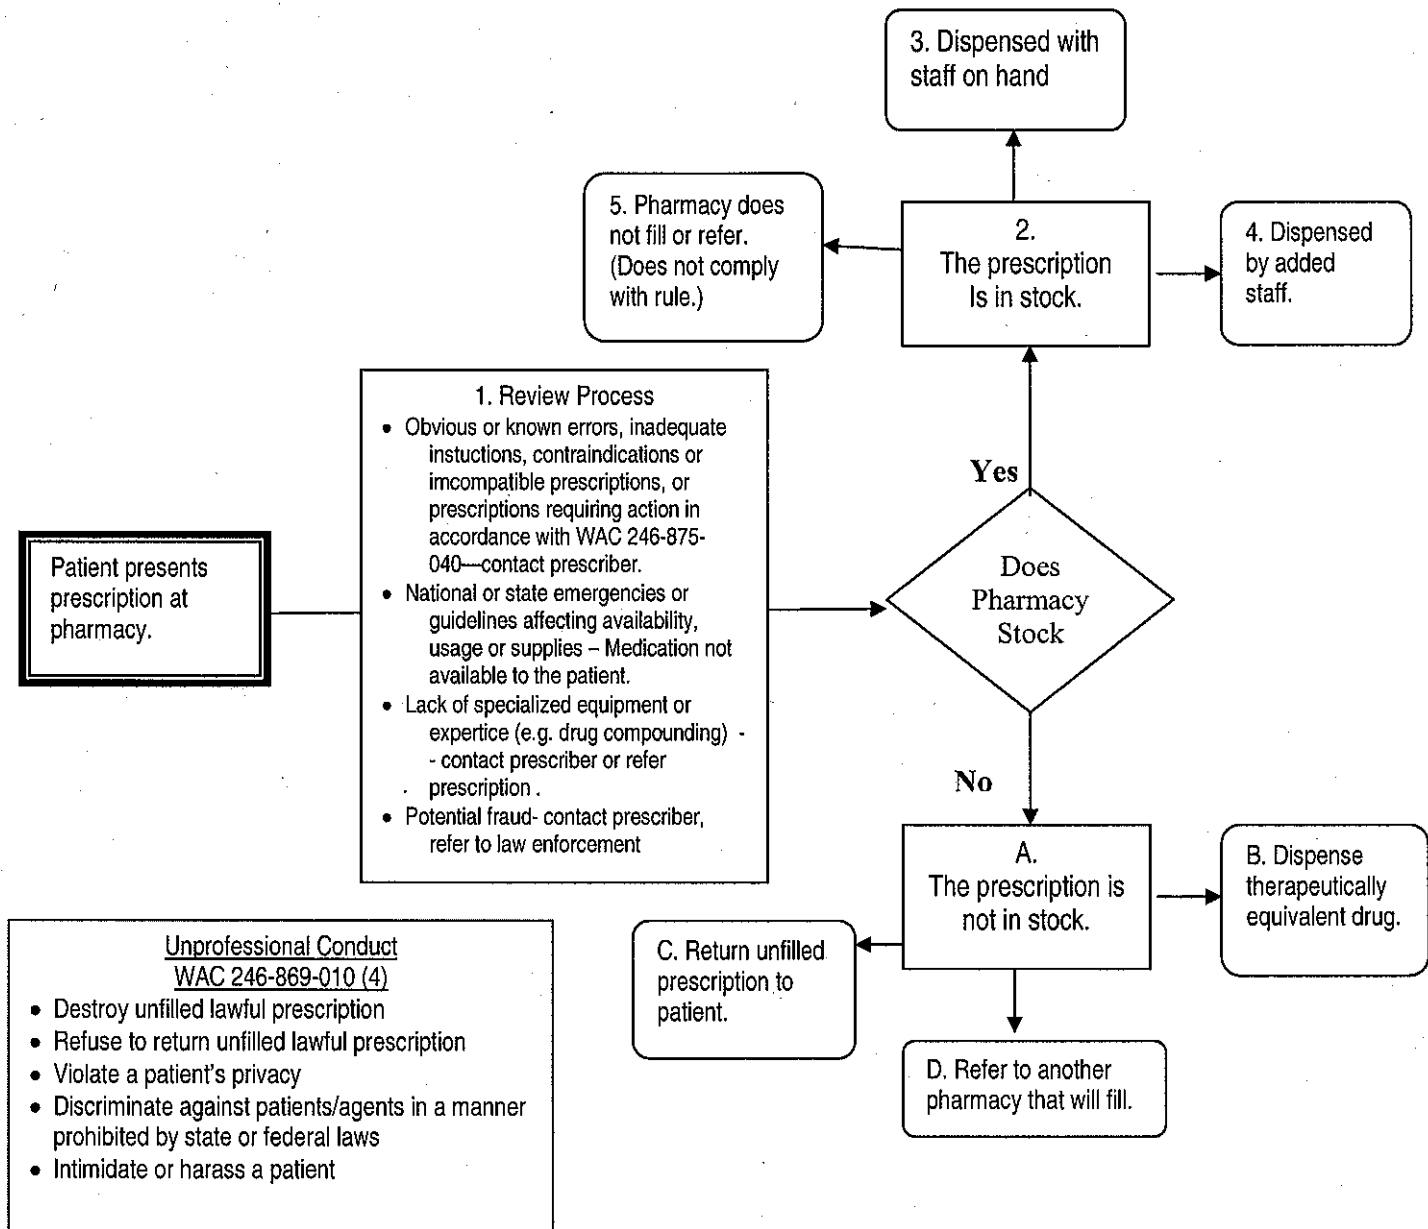 3. Dispensed with
staff on hand
5. Pharmacy does
not fill or refer.
(Does not comply
with rule.)
2.
The prescription
Is in stock.
4. Dispensed
by added
staff.
1. Review Process
• Obvious or known errors, inadequate
instuctions, contraindications or
imcompatible prescriptions, or
prescriptions requiring action in
accordance with WAC 246-875-
040—contact prescriber.
• National or state emergencies or
guidelines affecting availability,
usage or supplies – Medication not
available to the patient.
• Lack of specialized equipment or
expertice (e.g. drug compounding) -
- contact prescriber or refer
prescription .
• Potential fraud- contact prescriber,
refer to law enforcement
Patient presents
prescription at
pharmacy.
Yes
Does
Pharmacy
Stock
No
A.
The prescription is
not in stock.
B. Dispense
therapeutically
equivalent drug.
C. Return unfilled
prescription to
patient.
D. Refer to another
pharmacy that will fill.
Unprofessional Conduct
WAC 246-869-010 (4)
• Destroy unfilled lawful prescription
• Refuse to return unfilled lawful prescription
• Violate a patient's privacy
• Discriminate against patients/agents in a manner
prohibited by state or federal laws
• Intimidate or harass a patient